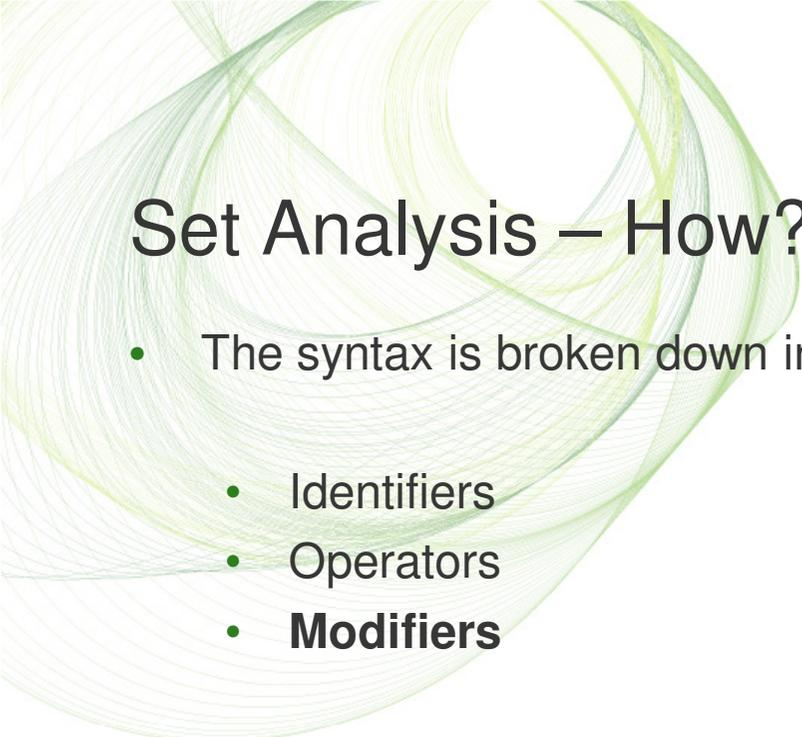 Set Analysis – How?
• The syntax is broken down
• Identifiers
• Operators
• Modifiers